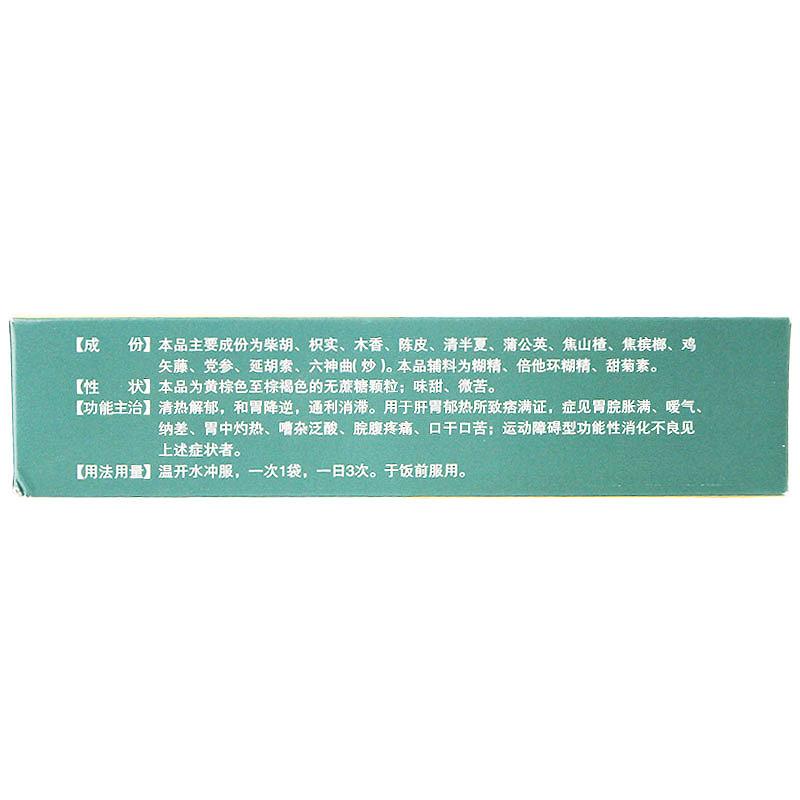 【成　份】本品主要成份为柴胡、枳实、木香、陈皮、清半夏、蒲公英、焦山楂、焦槟榔、鸡
矢藤、党参、延胡索、六神曲(炒)。本品辅料为糊精、倍他环糊精、甜菊素。
【性　状】本品为黄棕色至棕褐色的无蔗糖颗粒；味甜、微苦。
【功能主治】清热解郁，和胃降逆，通利消滞。用于肝胃郁热所致痞满证，症见胃脘胀满、嗳气、
纳差、胃中灼热、嘈杂泛酸、脘腹疼痛、口干口苦；运动障碍型功能性消化不良见
上述症状者。
【用法用量】温开水冲服，一次1袋，一日3次。于饭前服用。